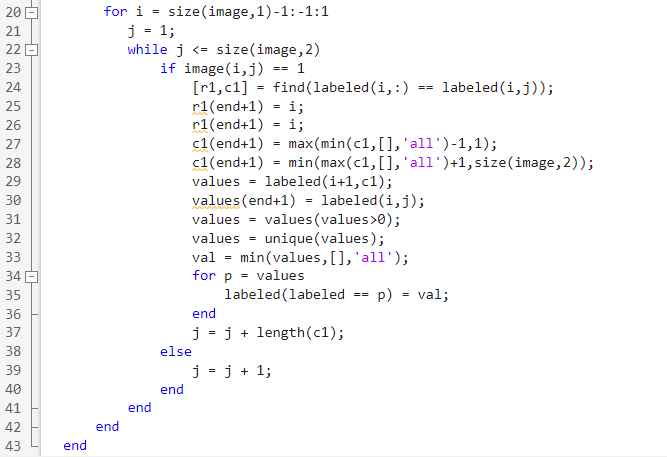 20 for i = size(image,1)-1:-1:1
21 j = 1;
22 while j <= size(image,2)
23 if image(i,j) == 1
24 [r1,c1] = find(labeled(i,:) == labeled(i,j));
25 r1(end+1) = i;
26 r1(end+1) = i;
27 c1(end+1) = max(min(c1,[],'all')-1,1);
28 c1(end+1) = min(max(c1,[],'all')+1,size(image,2));
29 values = labeled(i+1,c1);
30 values(end+1) = labeled(i,j);
31 values = values(values>0);
32 values = unique(values);
33 val = min(values,[],'all');
34 for p = values
35 labeled(labeled == p) = val;
36 end
37 j = j + length(c1);
38 else
39 j = j + 1;
40 end
41 end
42 end
43 end